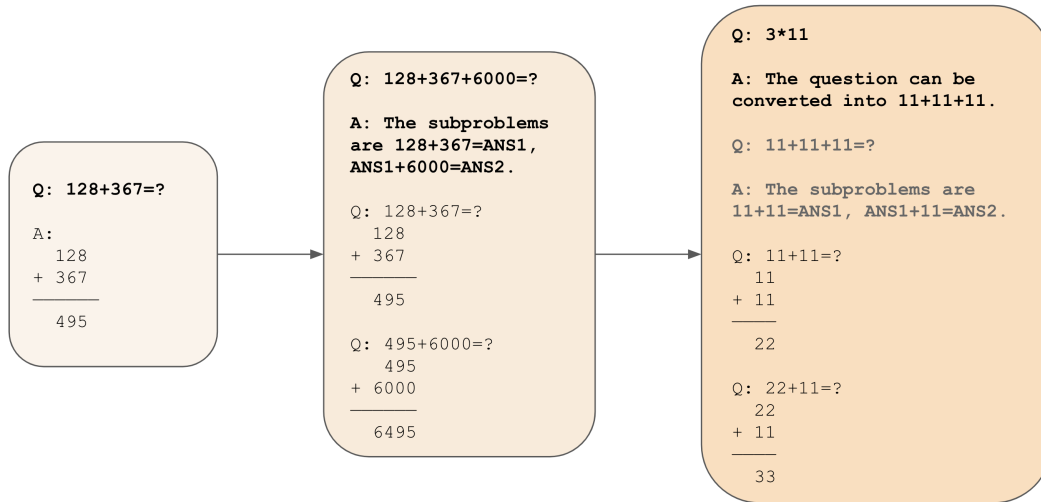 Q: 128+367=?
A:
128
+ 367
495
Q: 128+367+6000=?
A: The subproblems
are 128+367=ANS1,
ANS1+6000=ANS2.
Q: 128+367=?
128
+ 367
495
Q: 495+6000=?
495
+ 6000
6495
Q: 3*11
A: The question can be
converted into 11+11+11.
Q: 11+11+11=?
A: The subproblems are
11+11=ANS1, ANS1+11=ANS2.
Q: 11+11=?
11
+ 11
22
Q: 22+11=?
22
+ 11
33